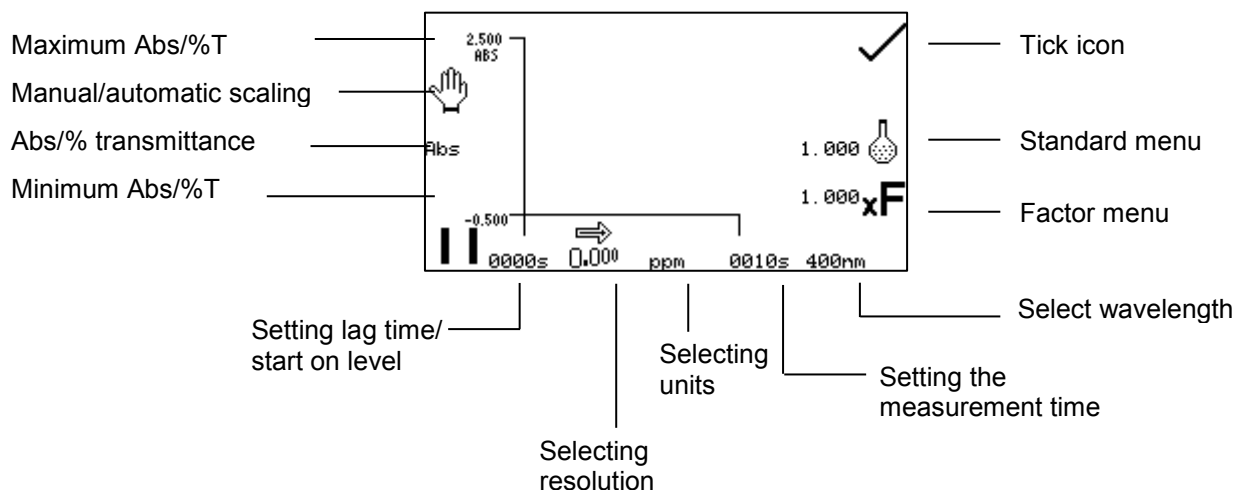 Maximum Abs/%T
Manual/automatic scaling
Abs/% transmittance
Minimum Abs/%T
2.500
ABS
Abs
-0.500
0000s
0.000
ppm
0010s
400nm
1.000
1.000 xF
Tick icon
Standard menu
Factor menu
Select wavelength
Setting lag time/
start on level
Selecting
resolution
Selecting
units
Setting the
measurement time